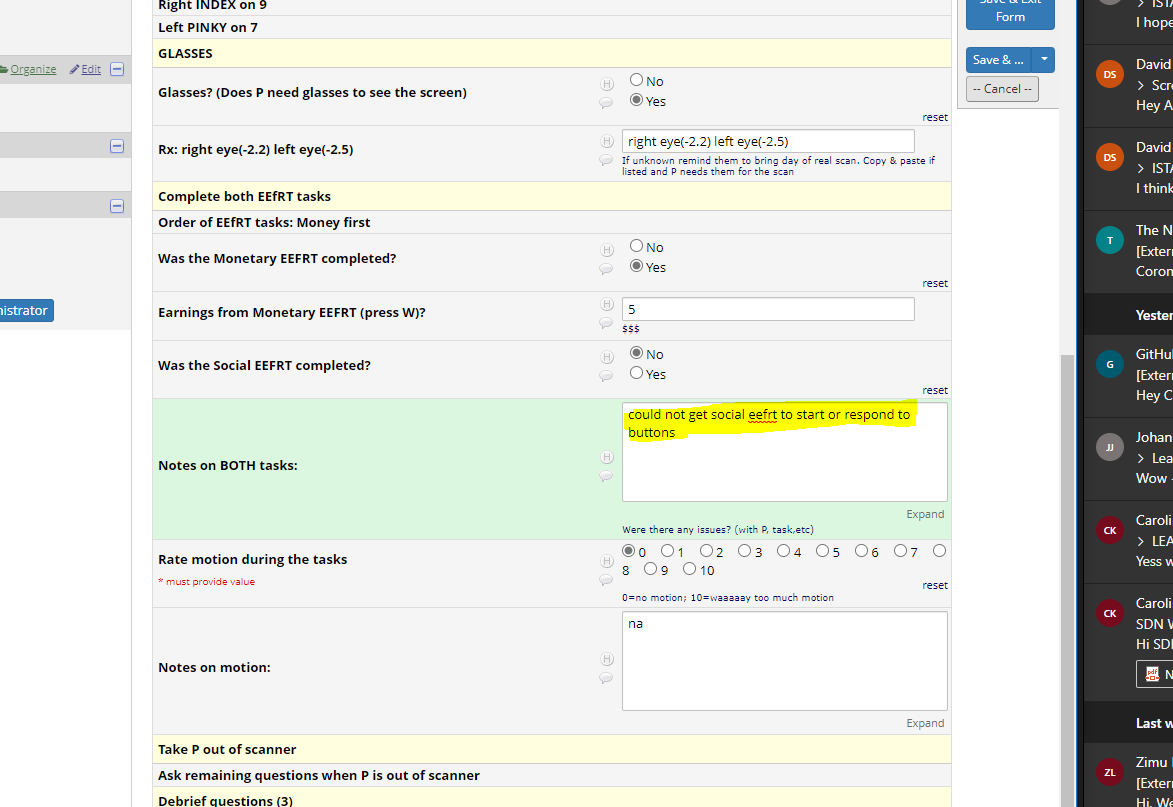 Right INDEX on 9
Left PINKY on 7
GLASSES
Glasses? (Does P need glasses to see the screen)
H
No
Yes
reset
Rx: right eye(-2.2) left eye(-2.5)
H
right eye(-2.2) left eye(-2.5)
If unknown remind them to bring day of real scan. Copy & paste if
listed and P needs them for the scan
Complete both EEfRT tasks
Order of EEfRT tasks: Money first
Was the Monetary EEFRT completed?
H
No
Yes
reset
Earnings from Monetary EEFRT (press W)?
H
5
$$$
Was the Social EEFRT completed?
H
No
Yes
reset
Notes on BOTH tasks:
H
could not get social eefrt to start or respond to
buttons
Expand
Were there any issues? (with P, task,etc)
Rate motion during the tasks
* must provide value
H
0 1 2 3 4 5 6 7
8 9 10
reset
0=no motion; 10=waaaaay too much motion
Notes on motion:
H
na
Expand
Take P out of scanner
Ask remaining questions when P is out of scanner
Debrief questions (3)
Organize Edit
nistrator
Save & Exit
Form
Save & ...
-- Cancel --
> IST
I hope
DS
David
> Scr
Hey A
DS
David
> IST
I think
T
The N
[Exter
Coron
Yester
G
GitHu
[Exter
Hey C
JJ
Johan
> Lea
Wow
CK
Caroli
> LEA
Yess w
CK
Caroli
SDN W
Hi SD
pdf
N
Last w
ZL
Zimu
[Exter
Hi, We